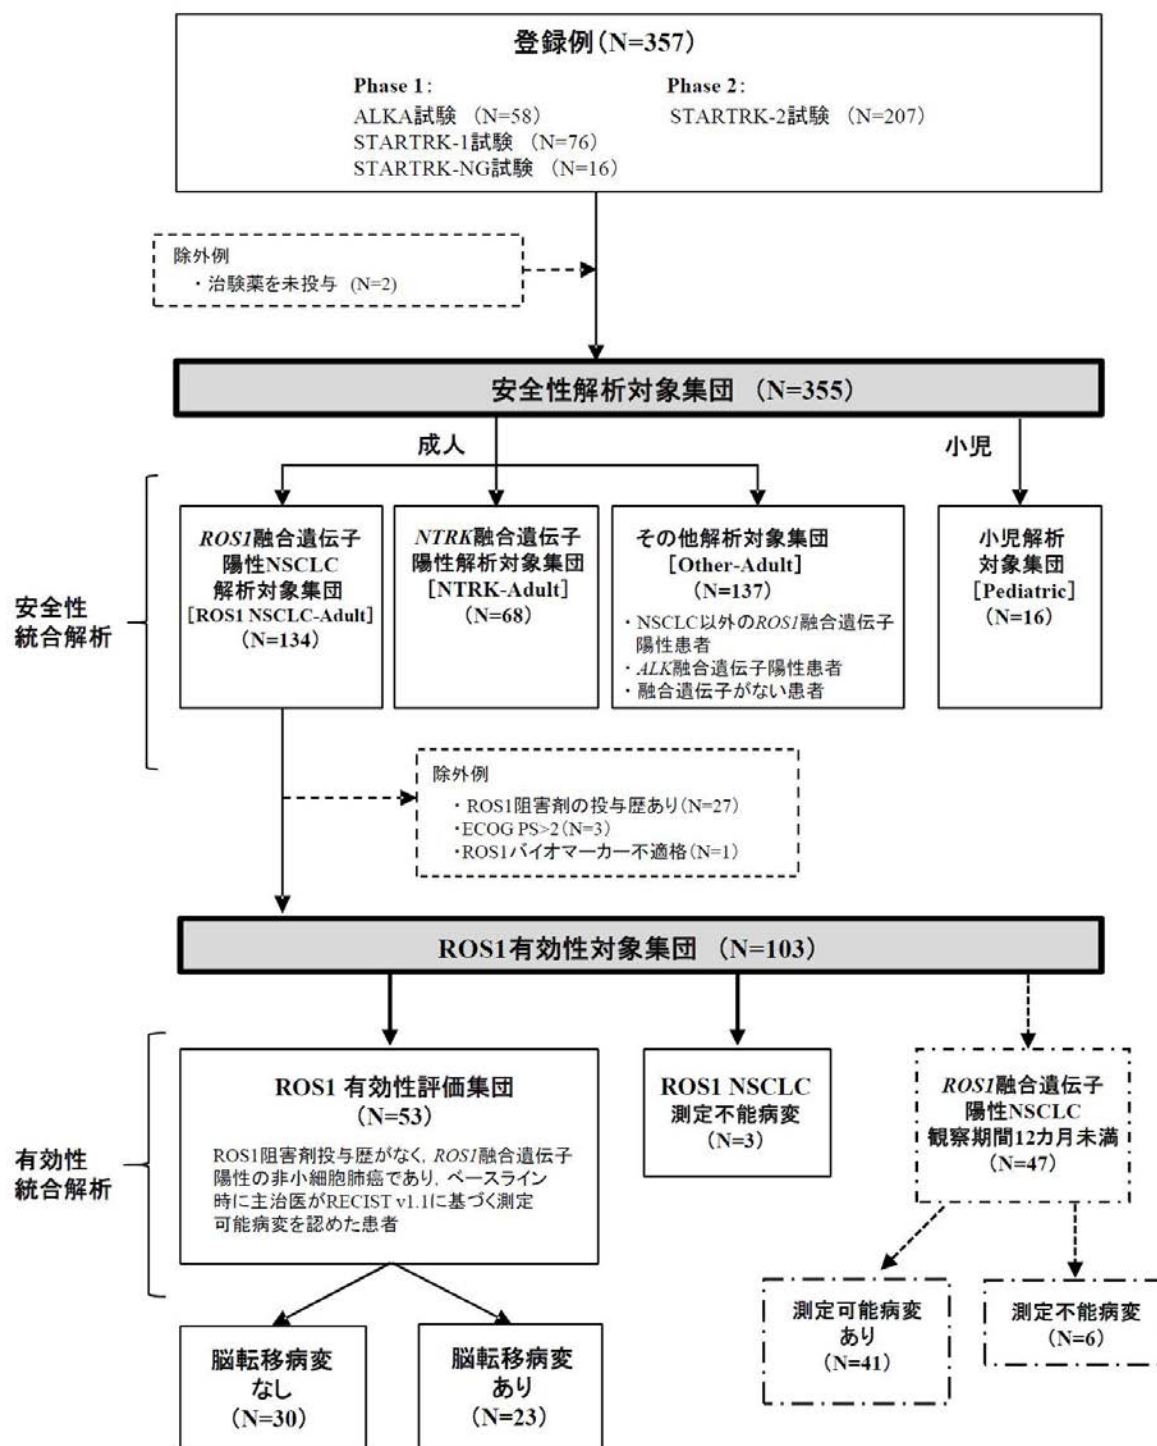 登録例(N=357)
Phase 1:
Phase 2:
ALKA試験 (N=58)
STARTRK-2試験 (N=207)
STARTRK-1試験 (N=76)
STARTRK-NG試験 (N=16)
除外例
・治験薬を未投与 (N=2)
安全性解析対象集団 (N=355)
成人
小児
安全性
統合解析
ROS1融合遺伝子
陽性NSCLC
解析対象集団
[ROS1 NSCLC-Adult]
(N=134)
NTRK融合遺伝子
陽性解析対象集団
[NTRK-Adult]
(N=68)
その他解析対象集団
[Other-Adult]
(N=137)
・NSCLC以外のROS1融合遺伝子
陽性患者
・ALK融合遺伝子陽性患者
・融合遺伝子がない患者
小児解析
対象集団
[Pediatric]
(N=16)
除外例
・ROS1阻害剤の投与歴あり(N=27)
・ECOG PS>2(N=3)
・ROS1バイオマーカー不適格(N=1)
ROS1有効性対象集団 (N=103)
有効性
統合解析
ROS1 有効性評価集団
(N=53)
ROS1阻害剤投与歴がなく,ROS1融合遺伝子
陽性の非小細胞肺癌であり,ベースライン
時に主治医がRECIST v1.1に基づく測定
可能病変を認めた患者
ROS1 NSCLC
測定不能病変
(N=3)
ROS1融合遺伝子
陽性NSCLC
観察期間12カ月未満
(N=47)
測定可能病変
あり
(N=41)
測定不能病変
(N=6)
脳転移病変
なし
(N=30)
脳転移病変
あり
(N=23)